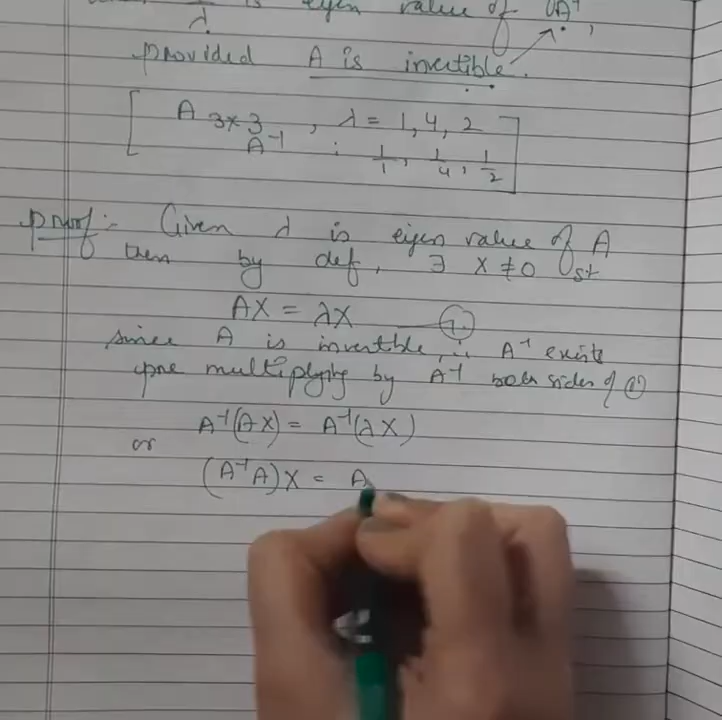 1/λ is eigen value of A⁻¹,
provided A is invertible.
A 3×3 , λ = 1, 4, 2
A⁻¹ : 1/1, 1/4, 1/2
proof:- Given λ is eigen value of A
then by def, ∃ X ≠ 0 st
AX = λX — 1.
since A is invertible, ∴ A⁻¹ exists
pre multiplying by A⁻¹ both sides of (1)
A⁻¹(AX) = A⁻¹(λX)
or
(A⁻¹A)X = A